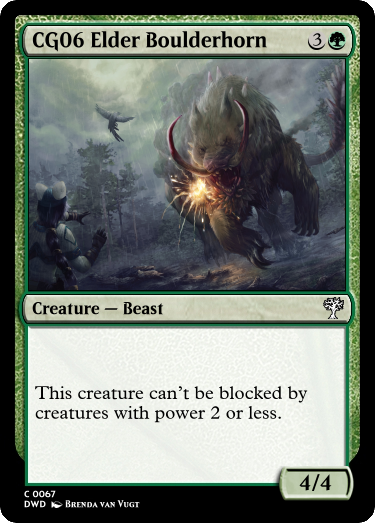 CG06 Elder Boulderhorn 3
Creature — Beast
This creature can't be blocked by
creatures with power 2 or less.
4/4
C 0067
DWD Brenda van Vugt